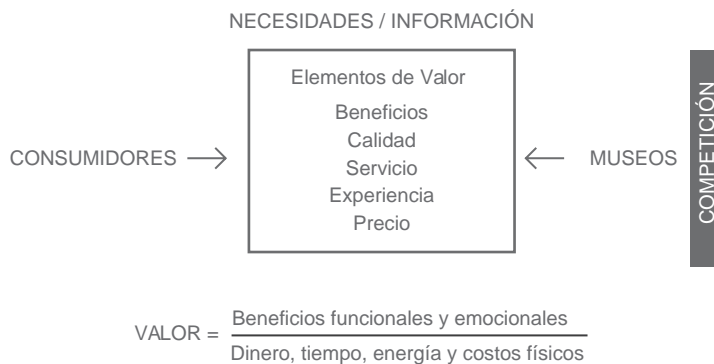 NECESIDADES / INFORMACIÓN
Elementos de Valor
Beneficios
Calidad
Servicio
Experiencia
Precio
CONSUMIDORES
MUSEOS
COMPETICIÓN
VALOR =
Beneficios funcionales y emocionales
Dinero, tiempo, energía y costos físicos